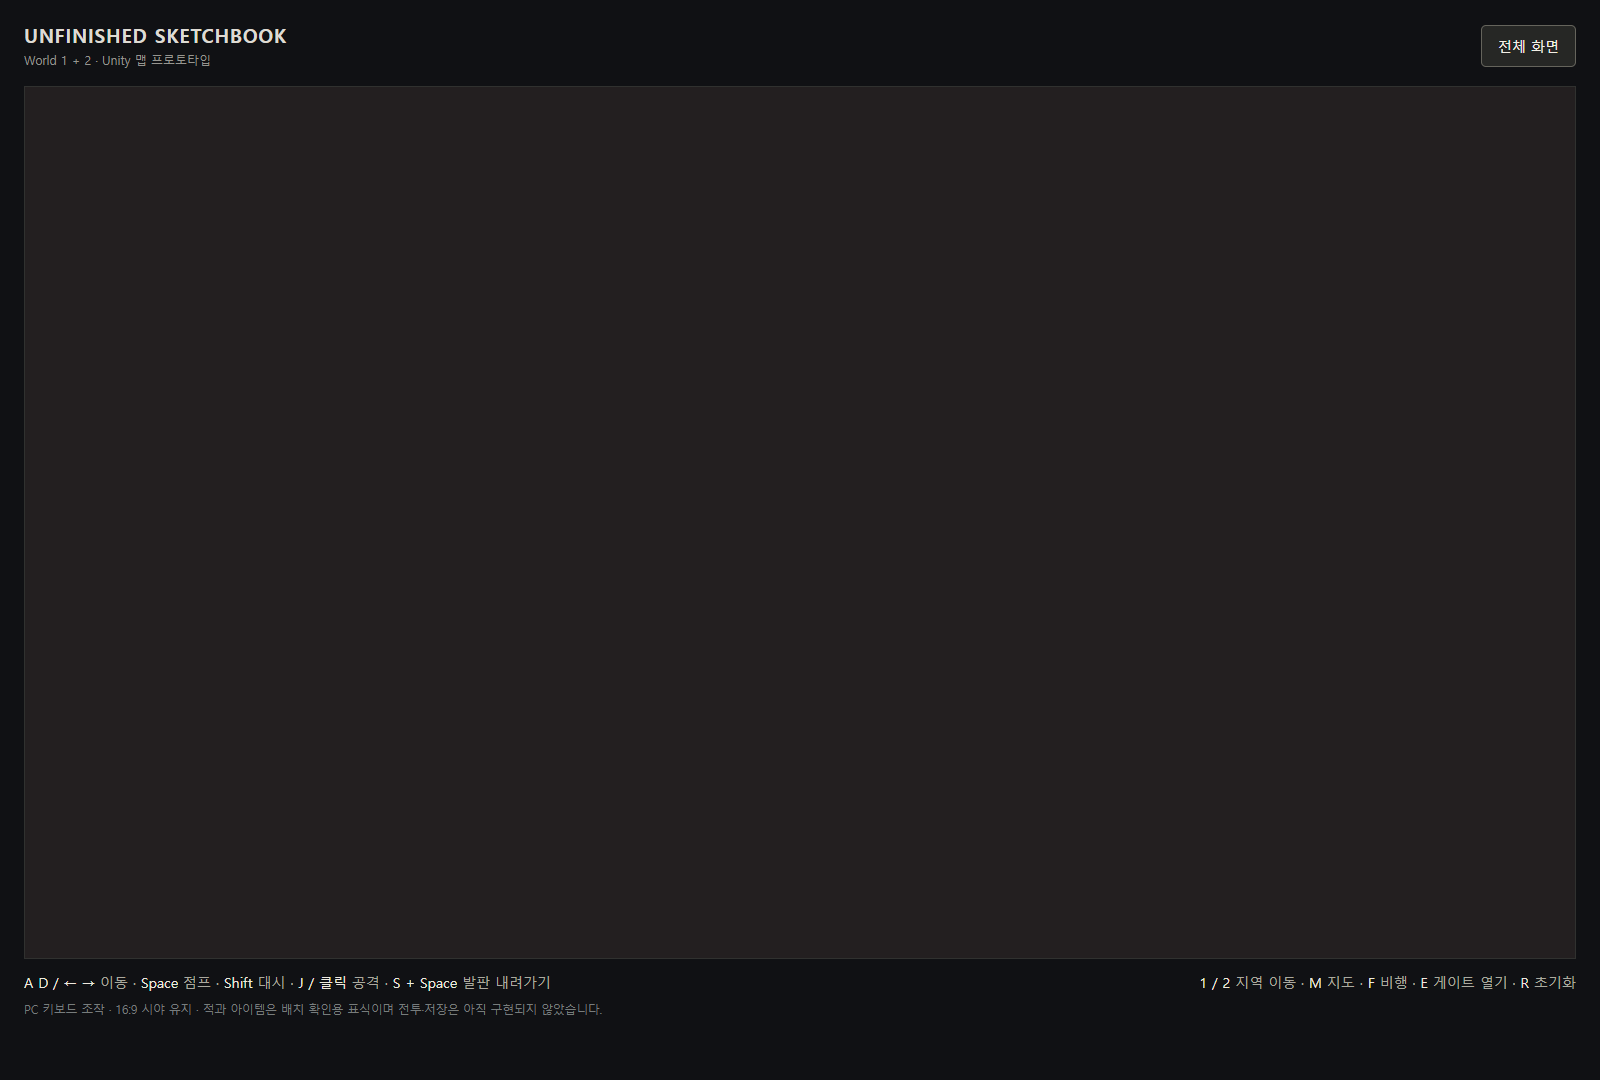 UNFINISHED SKETCHBOOK
World 1 + 2 · Unity 맵 프로토타입
전체 화면
A D / ← → 이동 · Space 점프 · Shift 대시 · J / 클릭 공격 · S + Space 발판 내려가기
1 / 2 지역 이동 · M 지도 · F 비행 · E 게이트 열기 · R 초기화
PC 키보드 조작 · 16:9 시야 유지 · 적과 아이템은 배치 확인용 표식이며 전투·저장은 아직 구현되지 않았습니다.